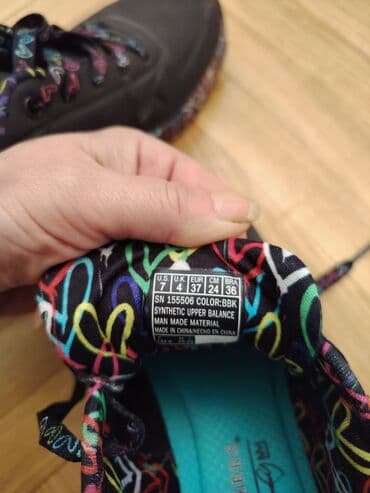 U.S U.K EUR CM BRA
7 4 37 24 36
SN 155506 COLOR:BBK
SYNTHETIC UPPER BALANCE
MAN MADE MATERIAL
MADE IN CHINA/HECHO EN CHINA